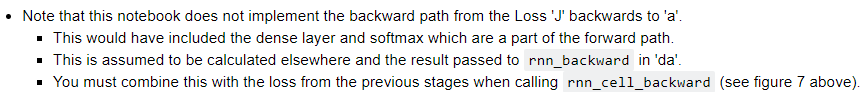 Note that this notebook does not implement the backward path from the Loss 'J' backwards to 'a'.
This would have included the dense layer and softmax which are a part of the forward path.
This is assumed to be calculated elsewhere and the result passed to rnn_backward in 'da'.
You must combine this with the loss from the previous stages when calling rnn_cell_backward (see figure 7 above).